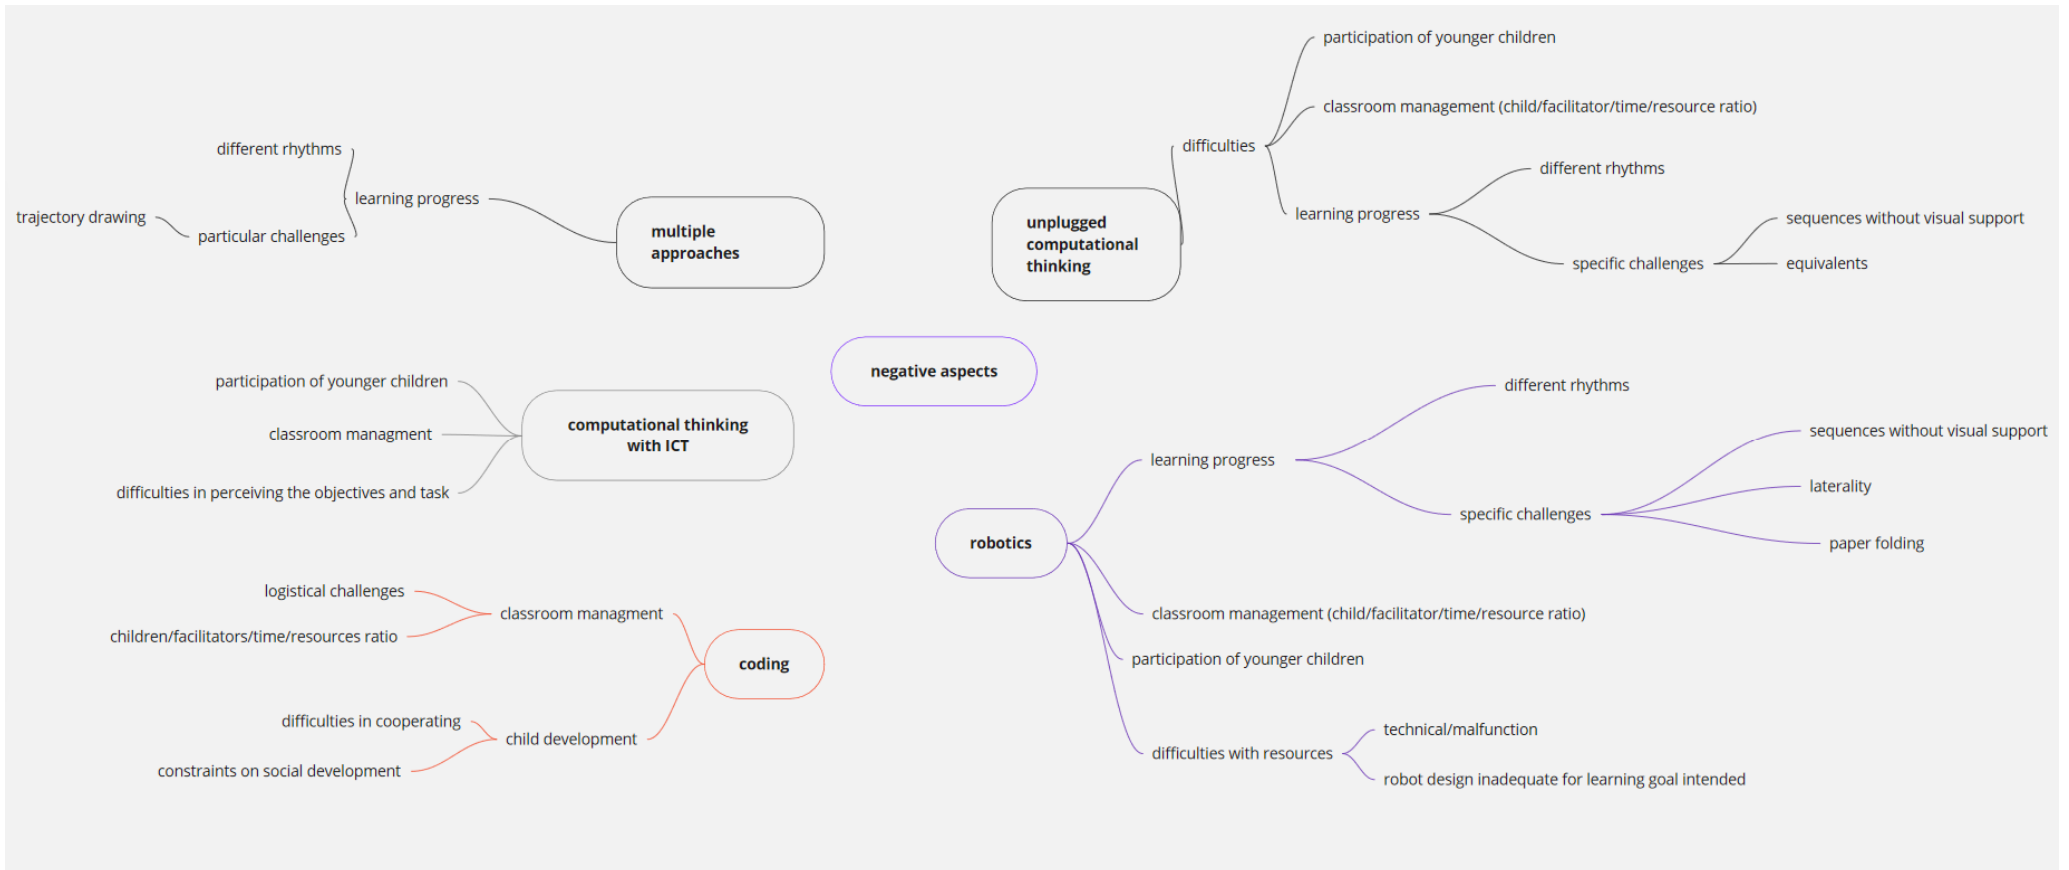 different rhythms
trajectory drawing
particular challenges
learning progress
multiple
approaches
unplugged
computational
thinking
difficulties
participation of younger children
classroom management (child/facilitator/time/resource ratio)
learning progress
different rhythms
specific challenges
sequences without visual support
equivalents
negative aspects
participation of younger children
classroom managment
difficulties in perceiving the objectives and task
computational thinking
with ICT
logistical challenges
children/facilitators/time/resources ratio
classroom managment
difficulties in cooperating
constraints on social development
child development
coding
robotics
learning progress
different rhythms
specific challenges
sequences without visual support
laterality
paper folding
classroom management (child/facilitator/time/resource ratio)
participation of younger children
difficulties with resources
technical/malfunction
robot design inadequate for learning goal intended